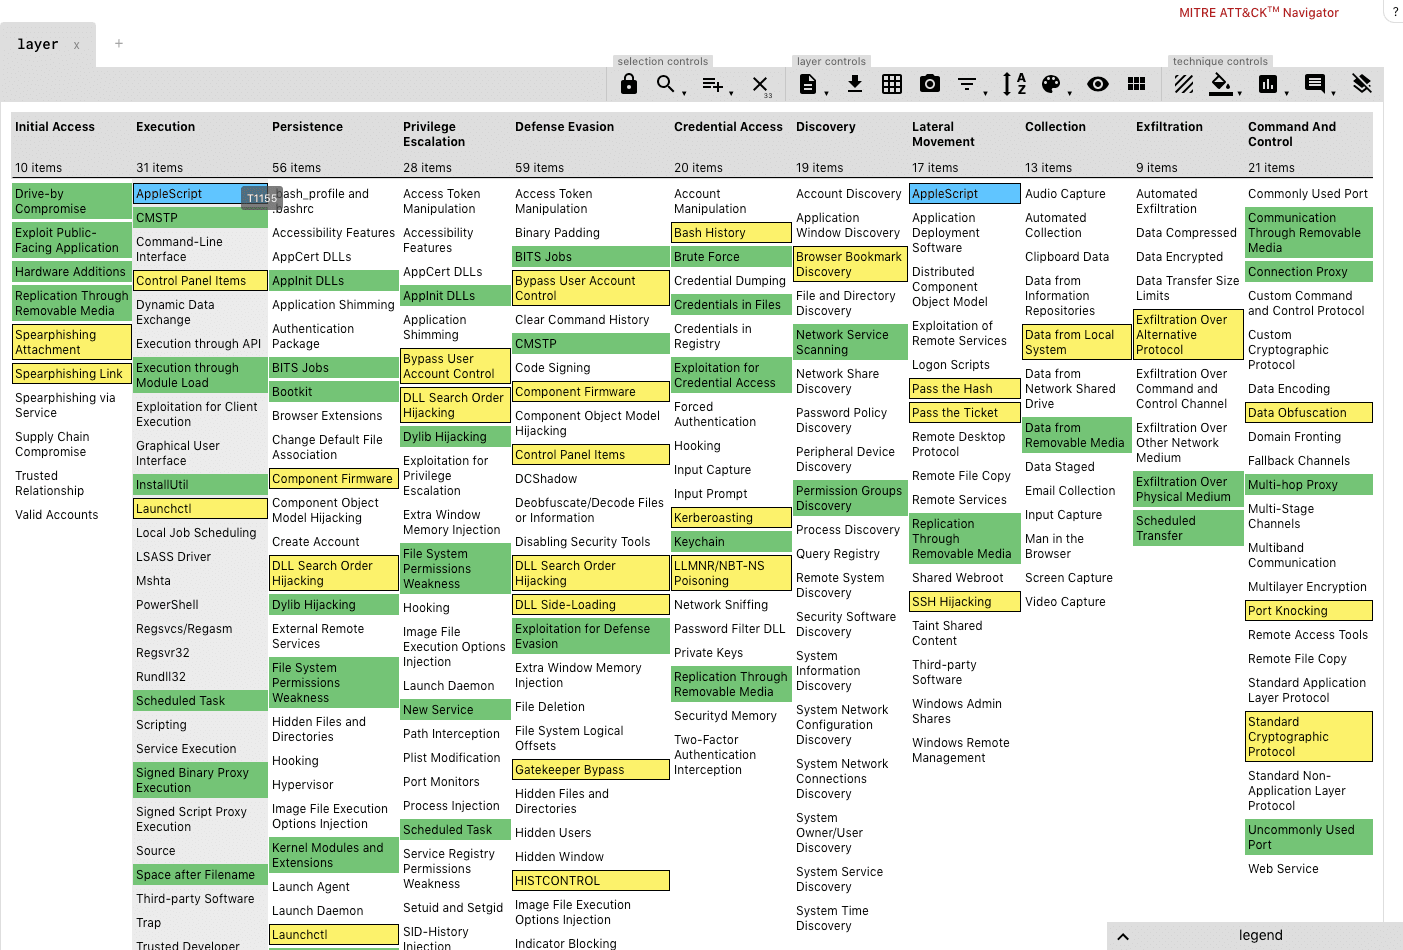 MITRE ATT&CK™ Navigator
?
layer x +
selection controls
layer controls
technique controls
33
A
Z
Initial Access
10 items
Drive-by
Compromise
Exploit Public-
Facing Application
Hardware Additions
Replication Through
Removable Media
Spearphishing
Attachment
Spearphishing Link
Spearphishing via
Service
Supply Chain
Compromise
Trusted
Relationship
Valid Accounts
Execution
31 items
AppleScript
T1155
CMSTP
Command-Line
Interface
Control Panel Items
Dynamic Data
Exchange
Execution through API
Execution through
Module Load
Exploitation for Client
Execution
Graphical User
Interface
InstallUtil
Launchctl
Local Job Scheduling
LSASS Driver
Mshta
PowerShell
Regsvcs/Regasm
Regsvr32
Rundll32
Scheduled Task
Scripting
Service Execution
Signed Binary Proxy
Execution
Signed Script Proxy
Execution
Source
Space after Filename
Third-party Software
Trap
Trusted Developer
Persistence
56 items
bash_profile and
.bashrc
Accessibility Features
AppCert DLLs
AppInit DLLs
Application Shimming
Authentication
Package
BITS Jobs
Bootkit
Browser Extensions
Change Default File
Association
Component Firmware
Component Object
Model Hijacking
Create Account
DLL Search Order
Hijacking
Dylib Hijacking
External Remote
Services
File System
Permissions
Weakness
Hidden Files and
Directories
Hooking
Hypervisor
Image File Execution
Options Injection
Kernel Modules and
Extensions
Launch Agent
Launch Daemon
Launchctl
Privilege
Escalation
28 items
Access Token
Manipulation
Accessibility
Features
AppCert DLLs
AppInit DLLs
Application
Shimming
Bypass User
Account Control
DLL Search Order
Hijacking
Dylib Hijacking
Exploitation for
Privilege
Escalation
Extra Window
Memory Injection
File System
Permissions
Weakness
Hooking
Image File
Execution Options
Injection
Launch Daemon
New Service
Path Interception
Plist Modification
Port Monitors
Process Injection
Scheduled Task
Service Registry
Permissions
Weakness
Setuid and Setgid
SID-History
Injection
Defense Evasion
59 items
Access Token
Manipulation
Binary Padding
BITS Jobs
Bypass User Account
Control
Clear Command History
CMSTP
Code Signing
Component Firmware
Component Object Model
Hijacking
Control Panel Items
DCShadow
Deobfuscate/Decode Files
or Information
Disabling Security Tools
DLL Search Order
Hijacking
DLL Side-Loading
Exploitation for Defense
Evasion
Extra Window Memory
Injection
File Deletion
File System Logical
Offsets
Gatekeeper Bypass
Hidden Files and
Directories
Hidden Users
Hidden Window
HISTCONTROL
Image File Execution
Options Injection
Indicator Blocking
Credential Access
20 items
Account
Manipulation
Bash History
Brute Force
Credential Dumping
Credentials in Files
Credentials in
Registry
Exploitation for
Credential Access
Forced
Authentication
Hooking
Input Capture
Input Prompt
Kerberoasting
Keychain
LLMNR/NBT-NS
Poisoning
Network Sniffing
Password Filter DLL
Private Keys
Replication Through
Removable Media
Securityd Memory
Two-Factor
Authentication
Interception
Discovery
19 items
Account Discovery
Application
Window Discovery
Browser Bookmark
Discovery
File and Directory
Discovery
Network Service
Scanning
Network Share
Discovery
Password Policy
Discovery
Peripheral Device
Discovery
Permission Groups
Discovery
Process Discovery
Query Registry
Remote System
Discovery
Security Software
Discovery
System
Information
Discovery
System Network
Configuration
Discovery
System Network
Connections
Discovery
System
Owner/User
Discovery
System Service
Discovery
System Time
Discovery
Lateral
Movement
17 items
AppleScript
Application
Deployment
Software
Distributed
Component
Object Model
Exploitation of
Remote Services
Logon Scripts
Pass the Hash
Pass the Ticket
Remote Desktop
Protocol
Remote File Copy
Remote Services
Replication
Through
Removable Media
Shared Webroot
SSH Hijacking
Taint Shared
Content
Third-party
Software
Windows Admin
Shares
Windows Remote
Management
Collection
13 items
Audio Capture
Automated
Collection
Clipboard Data
Data from
Information
Repositories
Data from Local
System
Data from
Network Shared
Drive
Data from
Removable Media
Data Staged
Email Collection
Input Capture
Man in the
Browser
Screen Capture
Video Capture
Exfiltration
9 items
Automated
Exfiltration
Data Compressed
Data Encrypted
Data Transfer Size
Limits
Exfiltration Over
Alternative
Protocol
Exfiltration Over
Command and
Control Channel
Exfiltration Over
Other Network
Medium
Exfiltration Over
Physical Medium
Scheduled
Transfer
Command And
Control
21 items
Commonly Used Port
Communication
Through Removable
Media
Connection Proxy
Custom Command
and Control Protocol
Custom
Cryptographic
Protocol
Data Encoding
Data Obfuscation
Domain Fronting
Fallback Channels
Multi-hop Proxy
Multi-Stage
Channels
Multiband
Communication
Multilayer Encryption
Port Knocking
Remote Access Tools
Remote File Copy
Standard Application
Layer Protocol
Standard
Cryptographic
Protocol
Standard Non-
Application Layer
Protocol
Uncommonly Used
Port
Web Service
legend